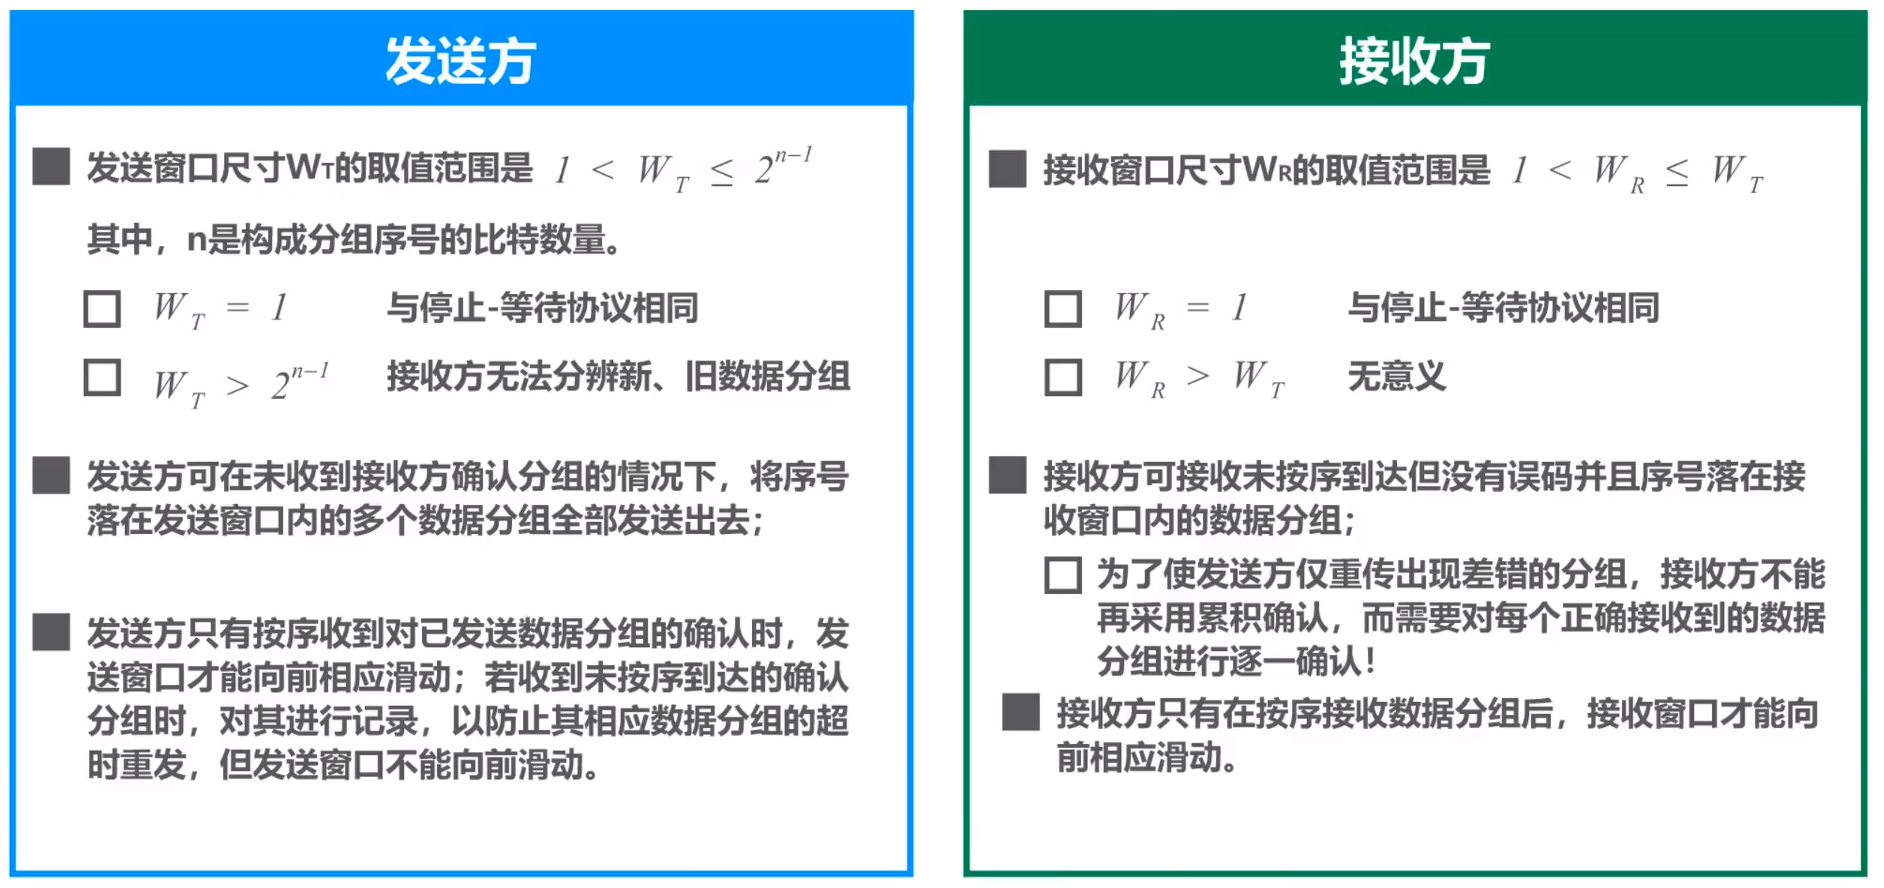 发送方
发送窗口尺寸WT的取值范围是 1 < W_T ≤ 2^{n-1}
其中，n是构成分组序号的比特数量。
W_T = 1 与停止-等待协议相同
W_T > 2^{n-1} 接收方无法分辨新、旧数据分组
发送方可在未收到接收方确认分组的情况下，将序号
落在发送窗口内的多个数据分组全部发送出去；
发送方只有按序收到对已发送数据分组的确认时，发
送窗口才能向前相应滑动；若收到未按序到达的确认
分组时，对其进行记录，以防止其相应数据分组的超
时重发，但发送窗口不能向前滑动。
接收方
接收窗口尺寸WR的取值范围是 1 < W_R ≤ W_T
W_R = 1 与停止-等待协议相同
W_R > W_T 无意义
接收方可接收未按序到达但没有误码并且序号落在接
收窗口内的数据分组；
为了使发送方仅重传出现差错的分组，接收方不能
再采用累积确认，而需要对每个正确接收到的数据
分组进行逐一确认！
接收方只有在按序接收数据分组后，接收窗口才能向
前相应滑动。